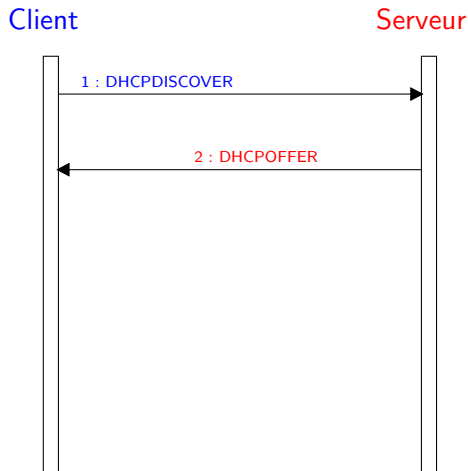 Client
Serveur
1 : DHCPDISCOVER
2 : DHCPOFFER